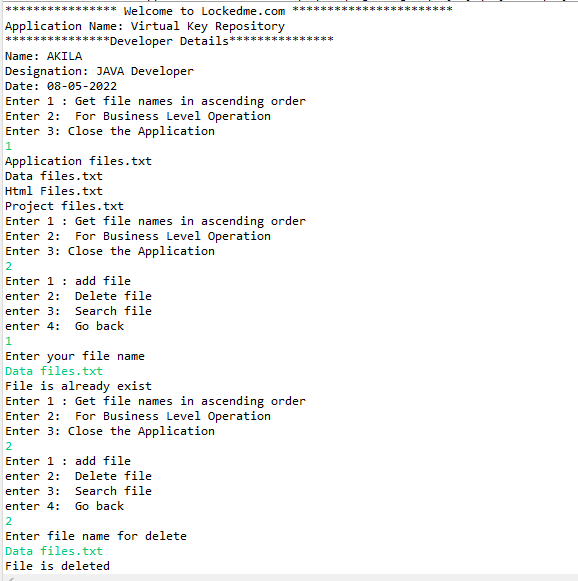 **************** Welcome to Lockedme.com ***********************
Application Name: Virtual Key Repository
***************Developer Details***************
Name: AKILA
Designation: JAVA Developer
Date: 08-05-2022
Enter 1 : Get file names in ascending order
Enter 2:  For Business Level Operation
Enter 3: Close the Application
1
Application files.txt
Data files.txt
Html Files.txt
Project files.txt
Enter 1 : Get file names in ascending order
Enter 2:  For Business Level Operation
Enter 3: Close the Application
2
Enter 1 : add file
enter 2:  Delete file
enter 3:  Search file
enter 4:  Go back
1
Enter your file name
Data files.txt
File is already exist
Enter 1 : Get file names in ascending order
Enter 2:  For Business Level Operation
Enter 3: Close the Application
2
Enter 1 : add file
enter 2:  Delete file
enter 3:  Search file
enter 4:  Go back
2
Enter file name for delete
Data files.txt
File is deleted